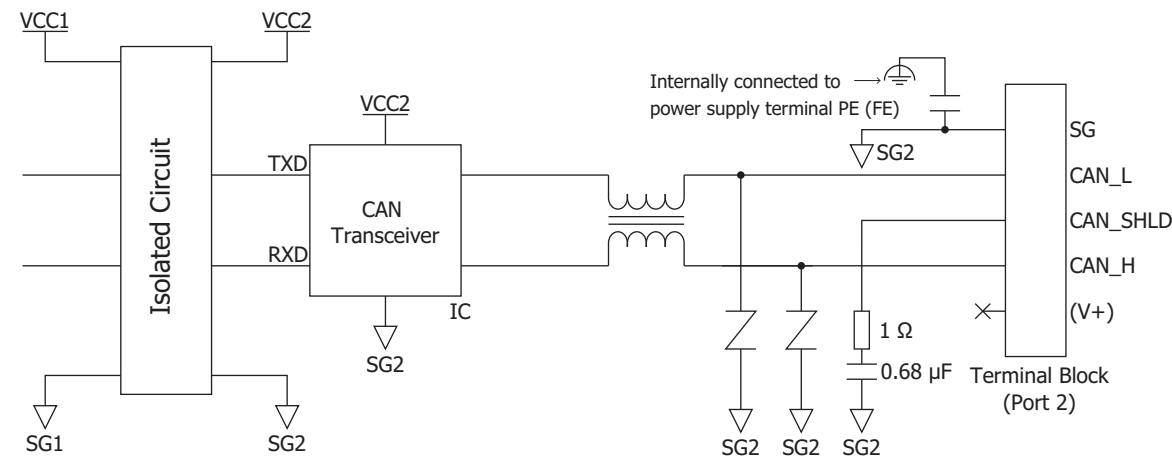 VCC1
VCC2
Isolated Circuit
SG1
SG2
TXD
RXD
VCC2
CAN
Transceiver
IC
SG2
Internally connected to
power supply terminal PE (FE)
SG2
SG
CAN_L
CAN_SHLD
CAN_H
(V+)
1 Ω
0.68 µF
SG2
SG2
SG2
Terminal Block
(Port 2)